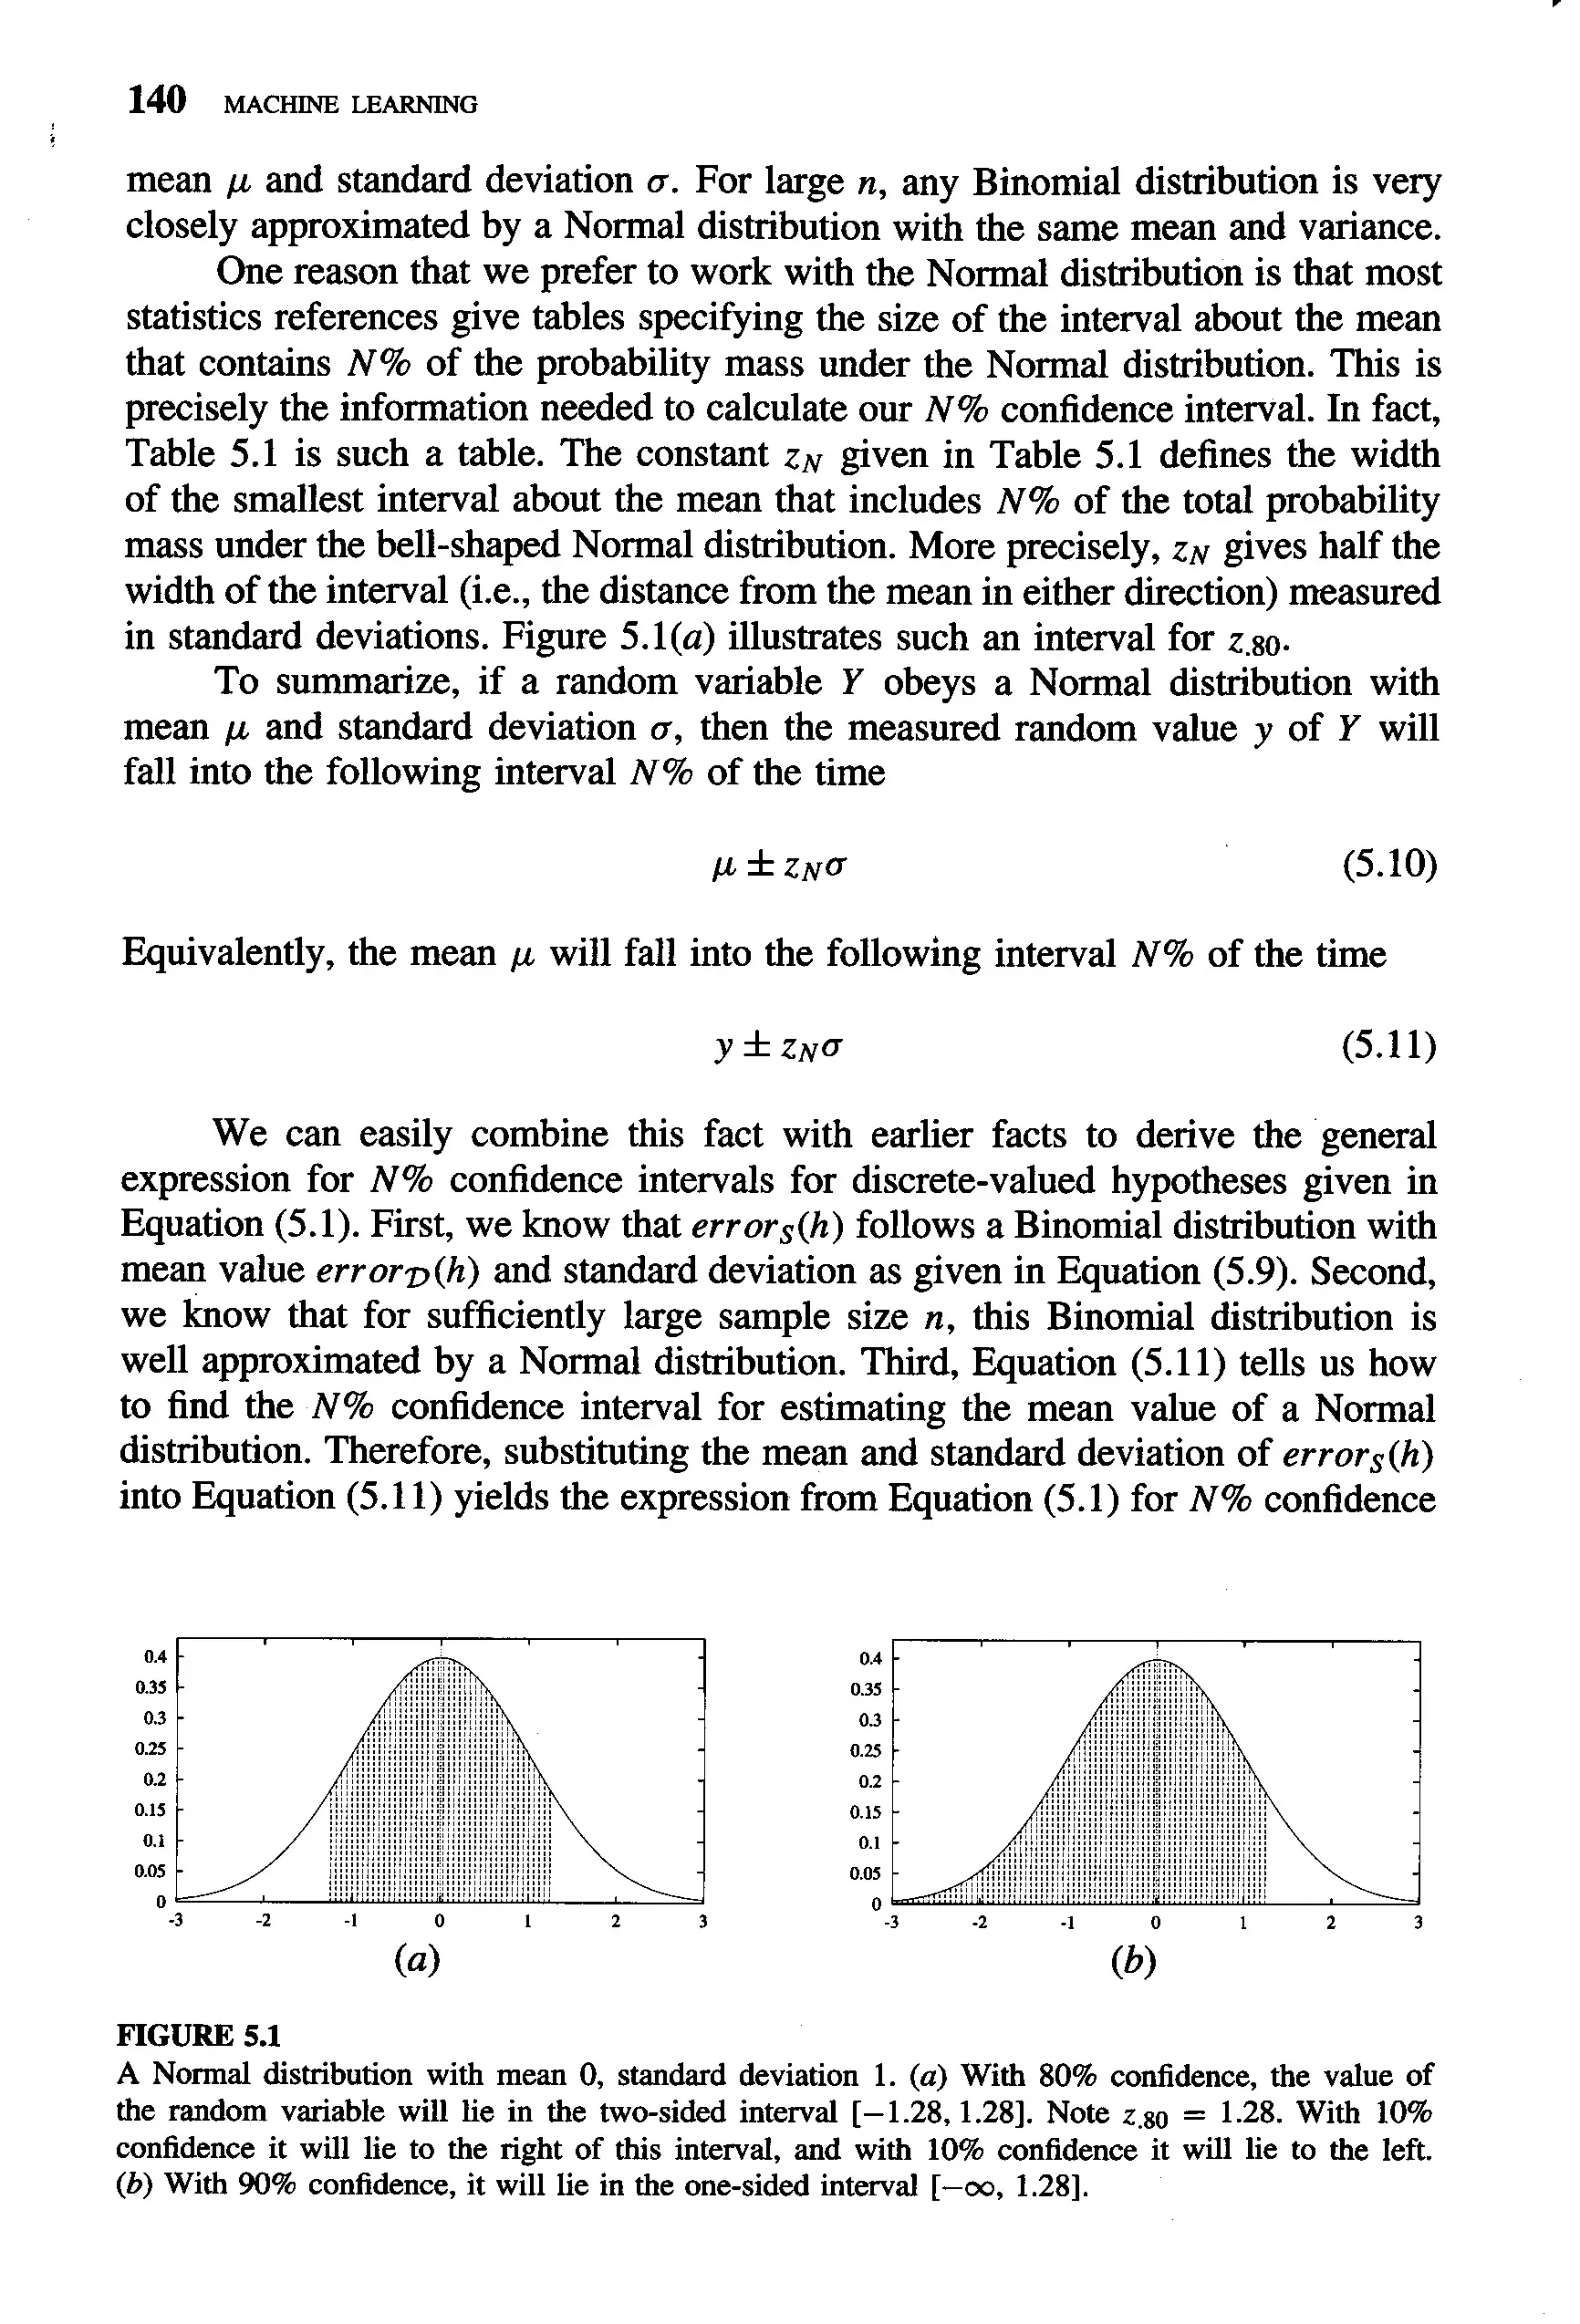 140 MACHINE LEARNING
mean μ and standard deviation σ. For large n, any Binomial distribution is very
closely approximated by a Normal distribution with the same mean and variance.
One reason that we prefer to work with the Normal distribution is that most
statistics references give tables specifying the size of the interval about the mean
that contains N% of the probability mass under the Normal distribution. This is
precisely the information needed to calculate our N% confidence interval. In fact,
Table 5.1 is such a table. The constant z_N given in Table 5.1 defines the width
of the smallest interval about the mean that includes N% of the total probability
mass under the bell-shaped Normal distribution. More precisely, z_N gives half the
width of the interval (i.e., the distance from the mean in either direction) measured
in standard deviations. Figure 5.1(a) illustrates such an interval for z.80.
To summarize, if a random variable Y obeys a Normal distribution with
mean μ and standard deviation σ, then the measured random value y of Y will
fall into the following interval N% of the time
μ ± z_Nσ (5.10)
Equivalently, the mean μ will fall into the following interval N% of the time
y ± z_Nσ (5.11)
We can easily combine this fact with earlier facts to derive the general
expression for N% confidence intervals for discrete-valued hypotheses given in
Equation (5.1). First, we know that error_S(h) follows a Binomial distribution with
mean value error_D(h) and standard deviation as given in Equation (5.9). Second,
we know that for sufficiently large sample size n, this Binomial distribution is
well approximated by a Normal distribution. Third, Equation (5.11) tells us how
to find the N% confidence interval for estimating the mean value of a Normal
distribution. Therefore, substituting the mean and standard deviation of error_S(h)
into Equation (5.11) yields the expression from Equation (5.1) for N% confidence
0.4
0.35
0.3
0.25
0.2
0.15
0.1
0.05
0
-3 -2 -1 0 1 2 3
(a)
0.4
0.35
0.3
0.25
0.2
0.15
0.1
0.05
0
-3 -2 -1 0 1 2 3
(b)
FIGURE 5.1
A Normal distribution with mean 0, standard deviation 1. (a) With 80% confidence, the value of
the random variable will lie in the two-sided interval [−1.28, 1.28]. Note z.80 = 1.28. With 10%
confidence it will lie to the right of this interval, and with 10% confidence it will lie to the left.
(b) With 90% confidence, it will lie in the one-sided interval [−∞, 1.28].